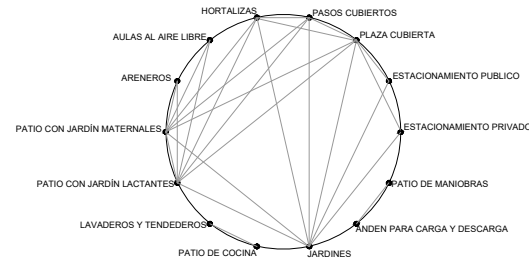 HORTALIZAS
PASOS CUBIERTOS
AULAS AL AIRE LIBRE
PLAZA CUBIERTA
ARENEROS
ESTACIONAMIENTO PUBLICO
PATIO CON JARDÍN MATERNALES
ESTACIONAMIENTO PRIVADO
PATIO CON JARDÍN LACTANTES
PATIO DE MANIOBRAS
LAVADEROS Y TENDEDEROS
ANDEN PARA CARGA Y DESCARGA
PATIO DE COCINA
JARDINES